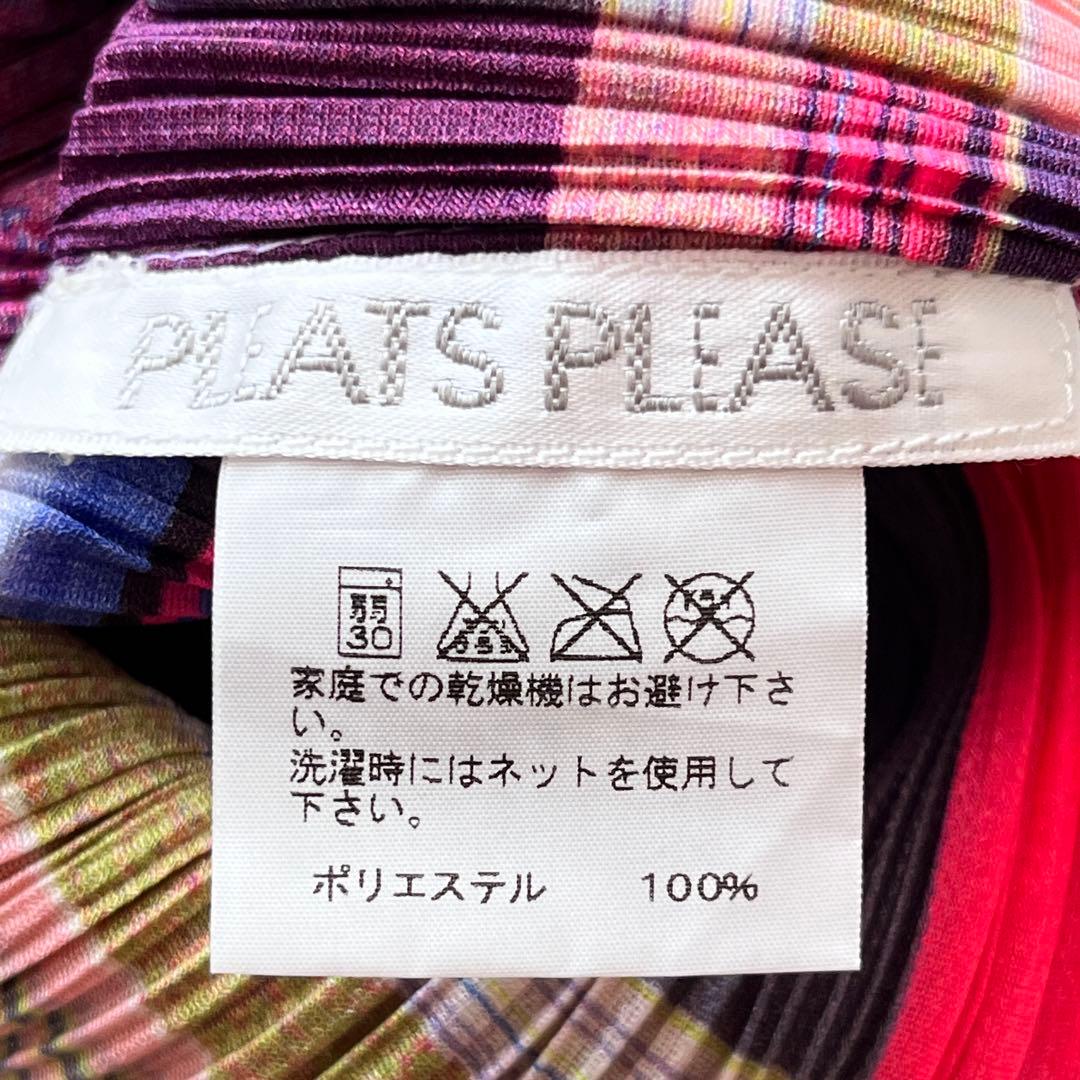 PLEATS PLEASE
弱
30
家庭での乾燥機はお避け下さ
い。
洗濯時にはネットを使用して
下さい。
ポリエステル 100%